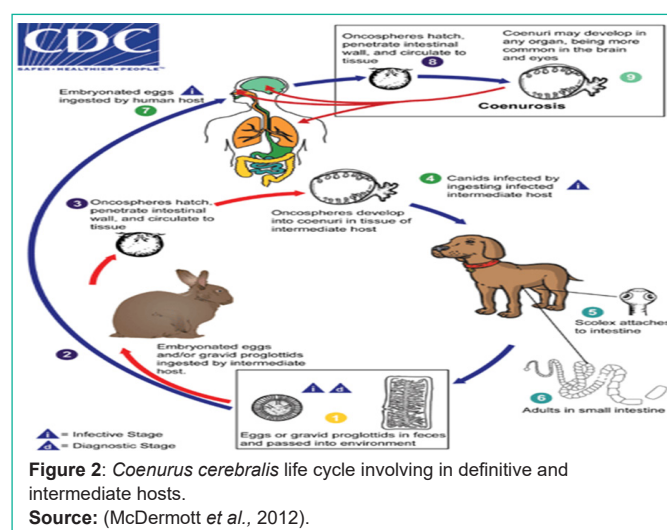 CDC
SAFER • HEALTHIER • PEOPLE™
Oncospheres hatch,
penetrate intestinal
wall, and circulate to
tissue
8
Coenuri may develop in
any organ, being more
common in the brain
and eyes
9
Coenurosis
Embryonated eggs
ingested by human host
i
7
3
Oncospheres hatch,
penetrate intestinal
wall, and circulate to
tissue
Oncospheres develop
into coenuri in tissue of
intermediate host
4
Canids infected by
ingesting infected
intermediate host
i
5
Scolex attaches
to intestine
6
Adults in small intestine
2
Embryonated eggs
and/or gravid proglottids
ingested by intermediate
host.
i d
1
Eggs or gravid proglottids in feces
and passed into environment
i = Infective Stage
d = Diagnostic Stage
Figure 2: Coenurus cerebralis life cycle involving in definitive and
intermediate hosts.
Source: (McDermott et al., 2012).